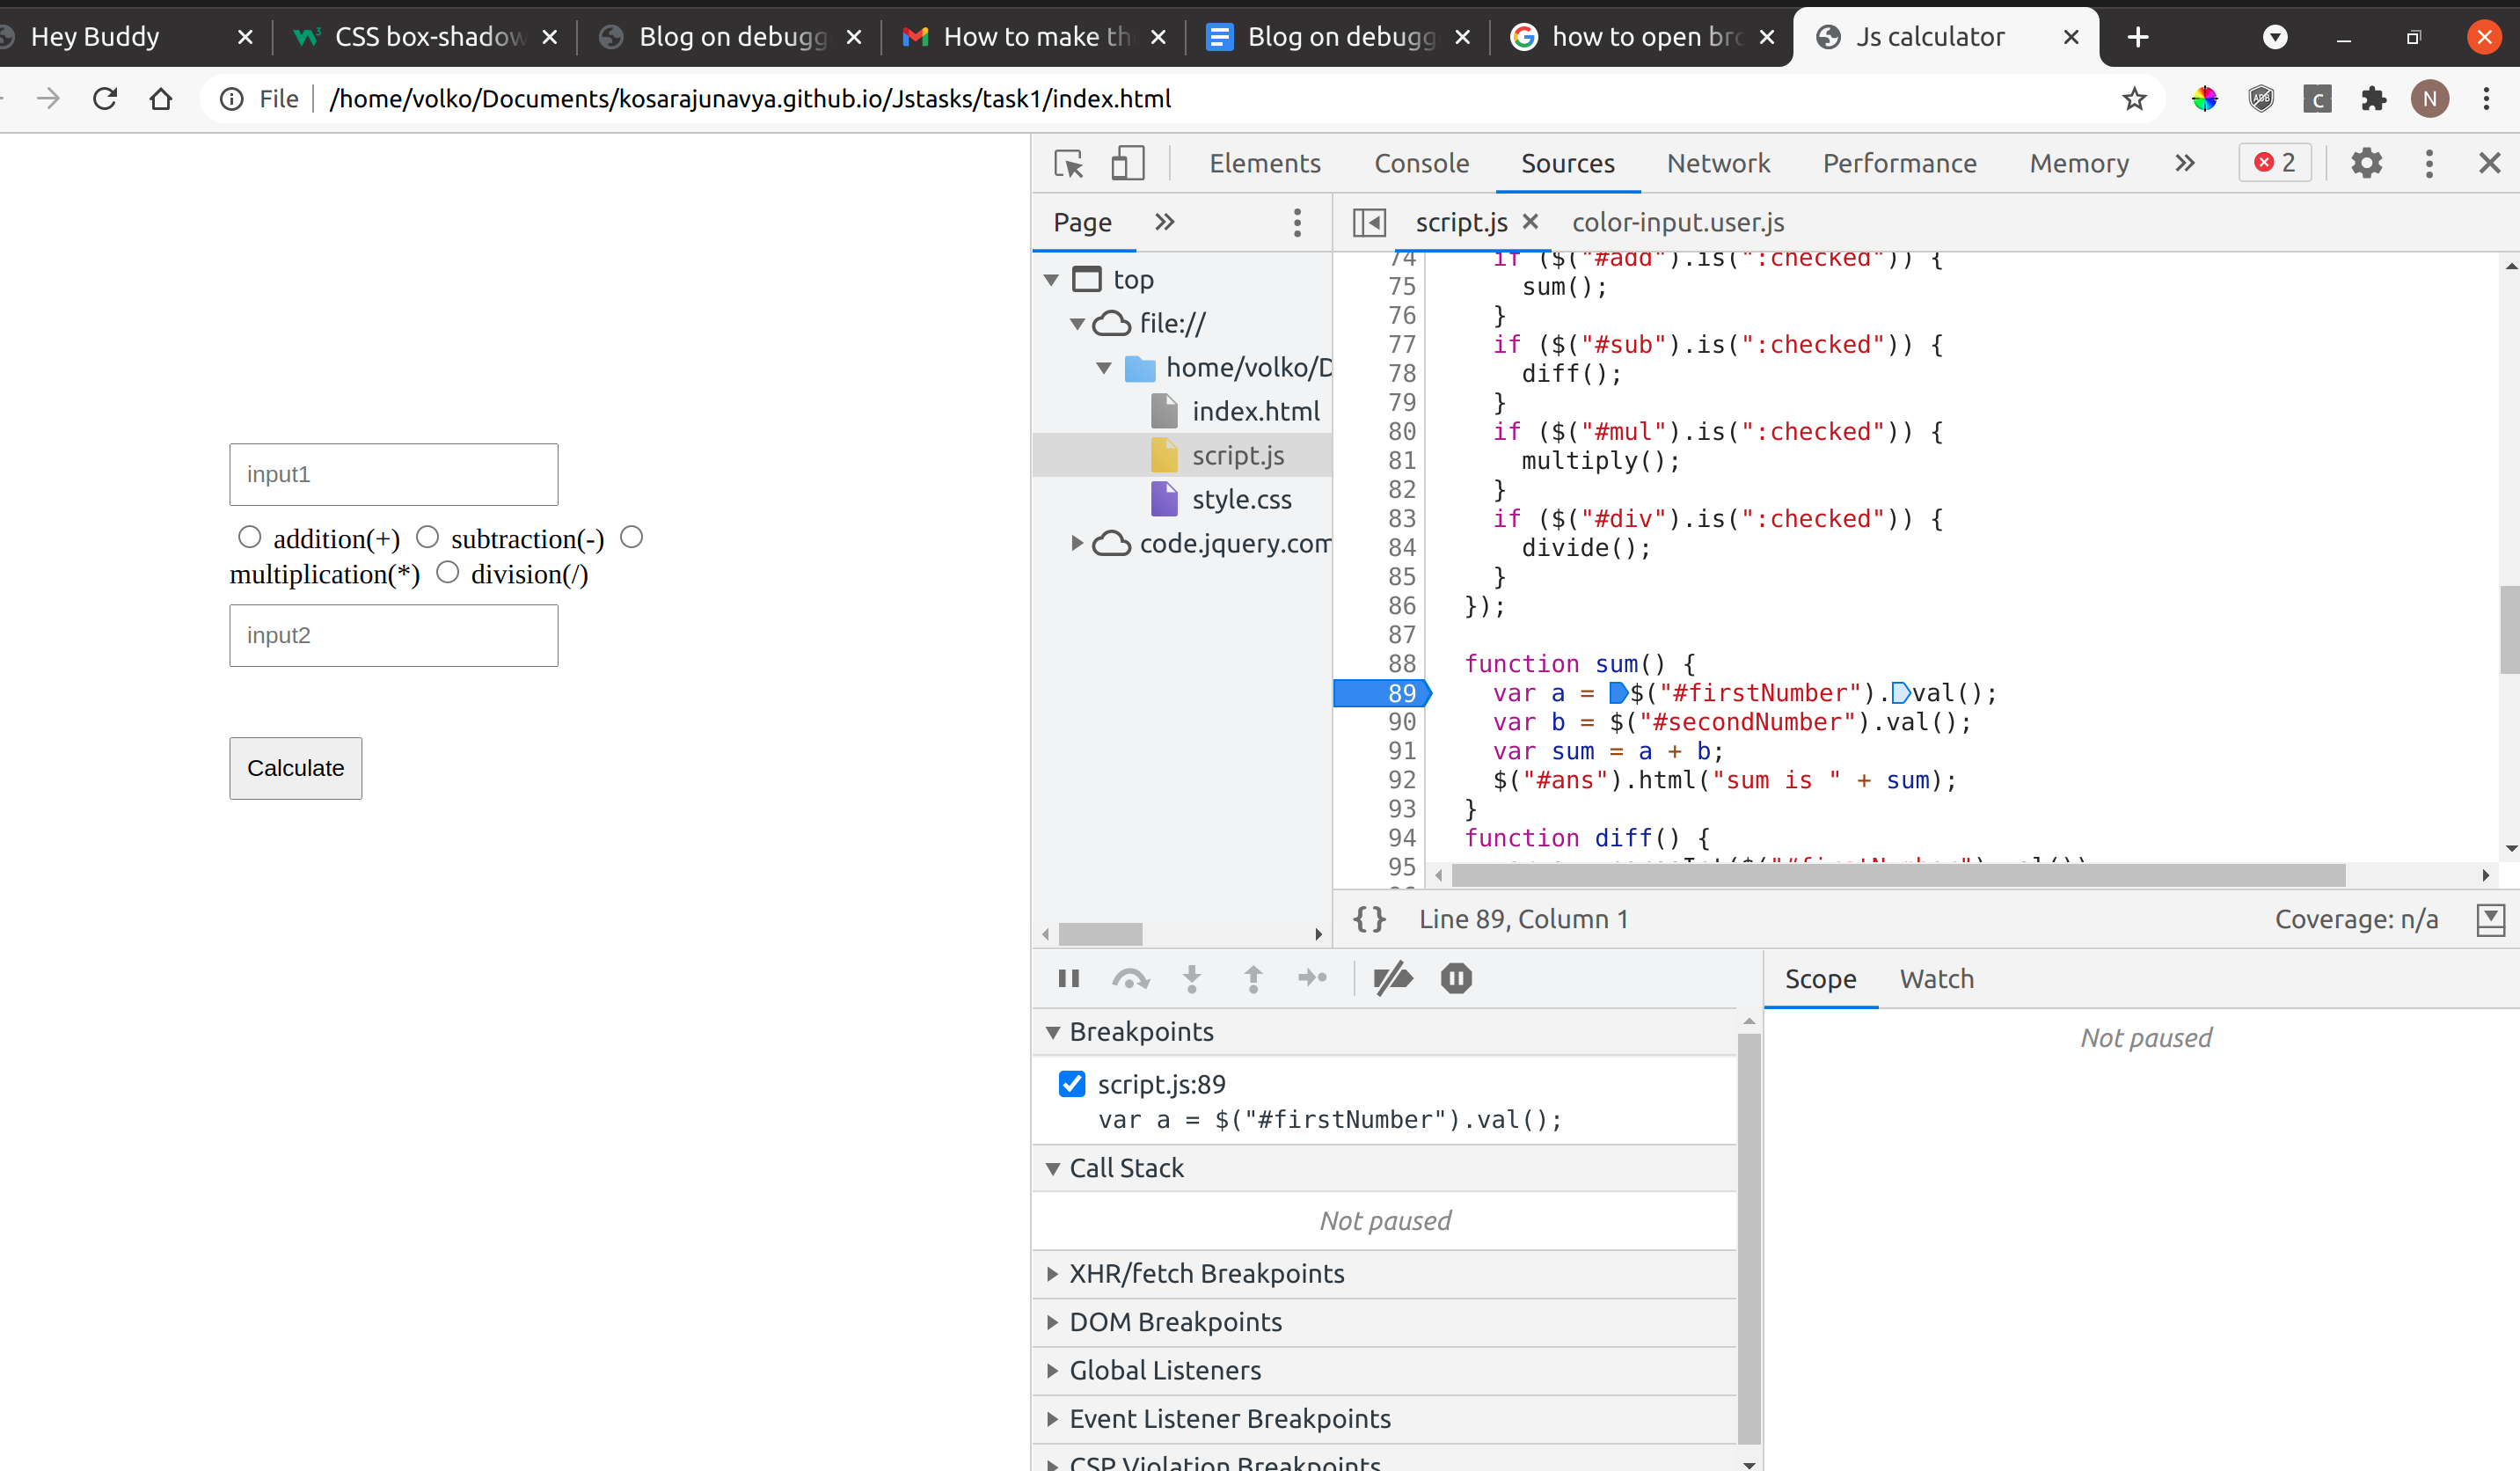 Hey Buddy
CSS box-shadow
Blog on debugg
How to make th
Blog on debugg
how to open bro
Js calculator
File /home/volko/Documents/kosarajunavya.github.io/Jstasks/task1/index.html
ABD
C
N
Elements Console Sources Network Performance Memory 2
Page
script.js
color-input.user.js
top
file://
home/volko/D
index.html
script.js
style.css
code.jquery.com
74 if ($("#add").is(":checked")) {
75 sum();
76 }
77 if ($("#sub").is(":checked")) {
78 diff();
79 }
80 if ($("#mul").is(":checked")) {
81 multiply();
82 }
83 if ($("#div").is(":checked")) {
84 divide();
85 }
86 });
87
88 function sum() {
89 var a = $("#firstNumber").val();
90 var b = $("#secondNumber").val();
91 var sum = a + b;
92 $("#ans").html("sum is " + sum);
93 }
94 function diff() {
95
{} Line 89, Column 1
Coverage: n/a
input1
addition(+) subtraction(-)
multiplication(*) division(/)
input2
Calculate
Breakpoints
script.js:89
var a = $("#firstNumber").val();
Call Stack
Not paused
XHR/fetch Breakpoints
DOM Breakpoints
Global Listeners
Event Listener Breakpoints
CSP Violation Breakpoints
Scope Watch
Not paused